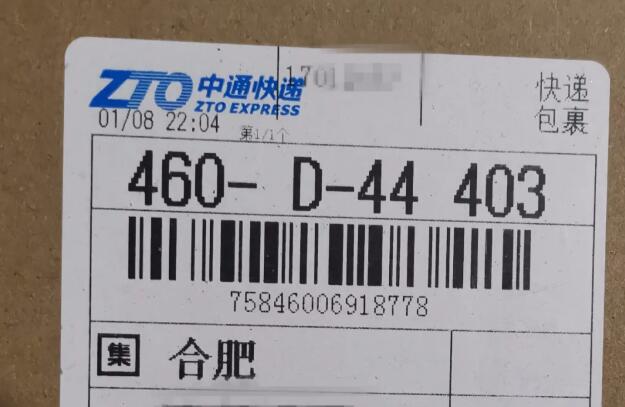 ZTO 中通快递
ZTO EXPRESS
1701
快递
包裹
01/08 22:04
第1/1个
460- D-44 403
75846006918778
集 合肥